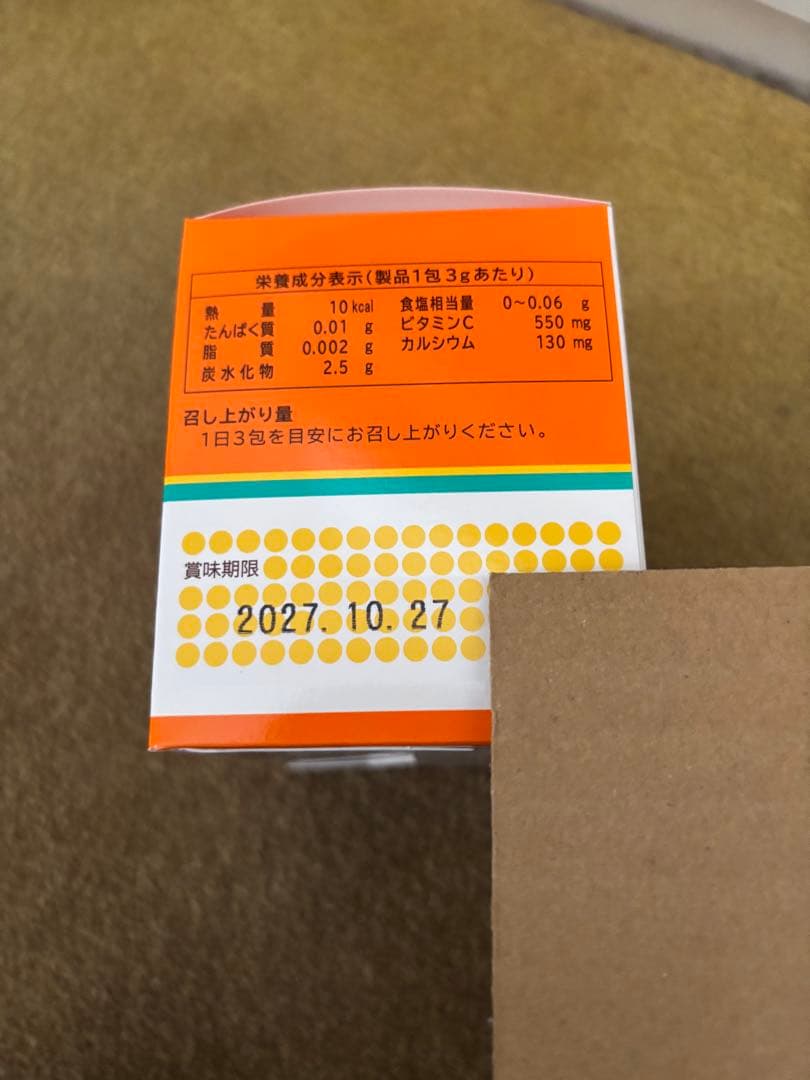 栄養成分表示(製品1包3gあたり)
熱量 10kcal 食塩相当量 0〜0.06 g
たんぱく質 0.01 g ビタミンC 550 mg
脂質 0.002 g カルシウム 130 mg
炭水化物 2.5 g
召し上がり量
1日3包を目安にお召し上がりください。
賞味期限
2027.10.27